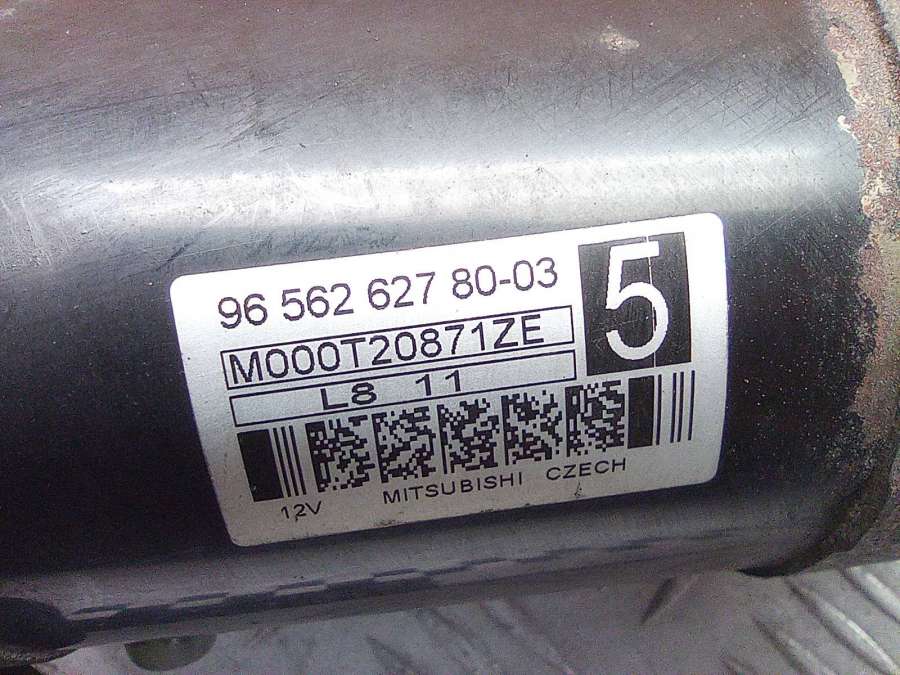 96 562 627 80-03
5
M000T20871ZE
L8 11
12V MITSUBISHI CZECH